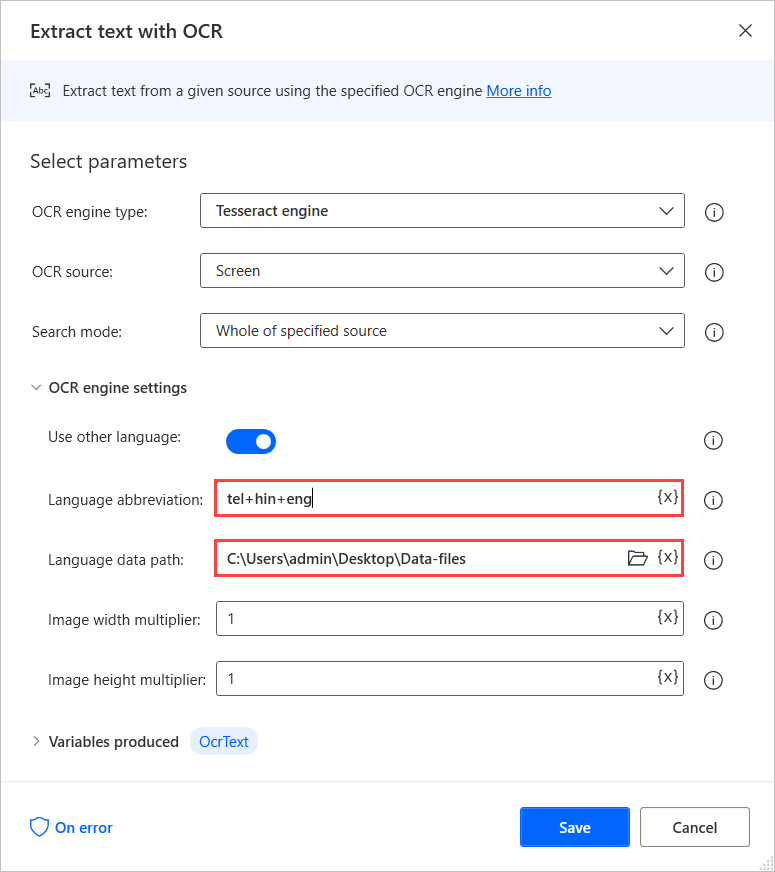 Extract text with OCR
Abc Extract text from a given source using the specified OCR engine More info
Select parameters
OCR engine type: Tesseract engine
OCR source: Screen
Search mode: Whole of specified source
OCR engine settings
Use other language:
Language abbreviation: tel+hin+eng {x}
Language data path: C:\Users\admin\Desktop\Data-files {x}
Image width multiplier: 1 {x}
Image height multiplier: 1 {x}
Variables produced OcrText
On error Save Cancel